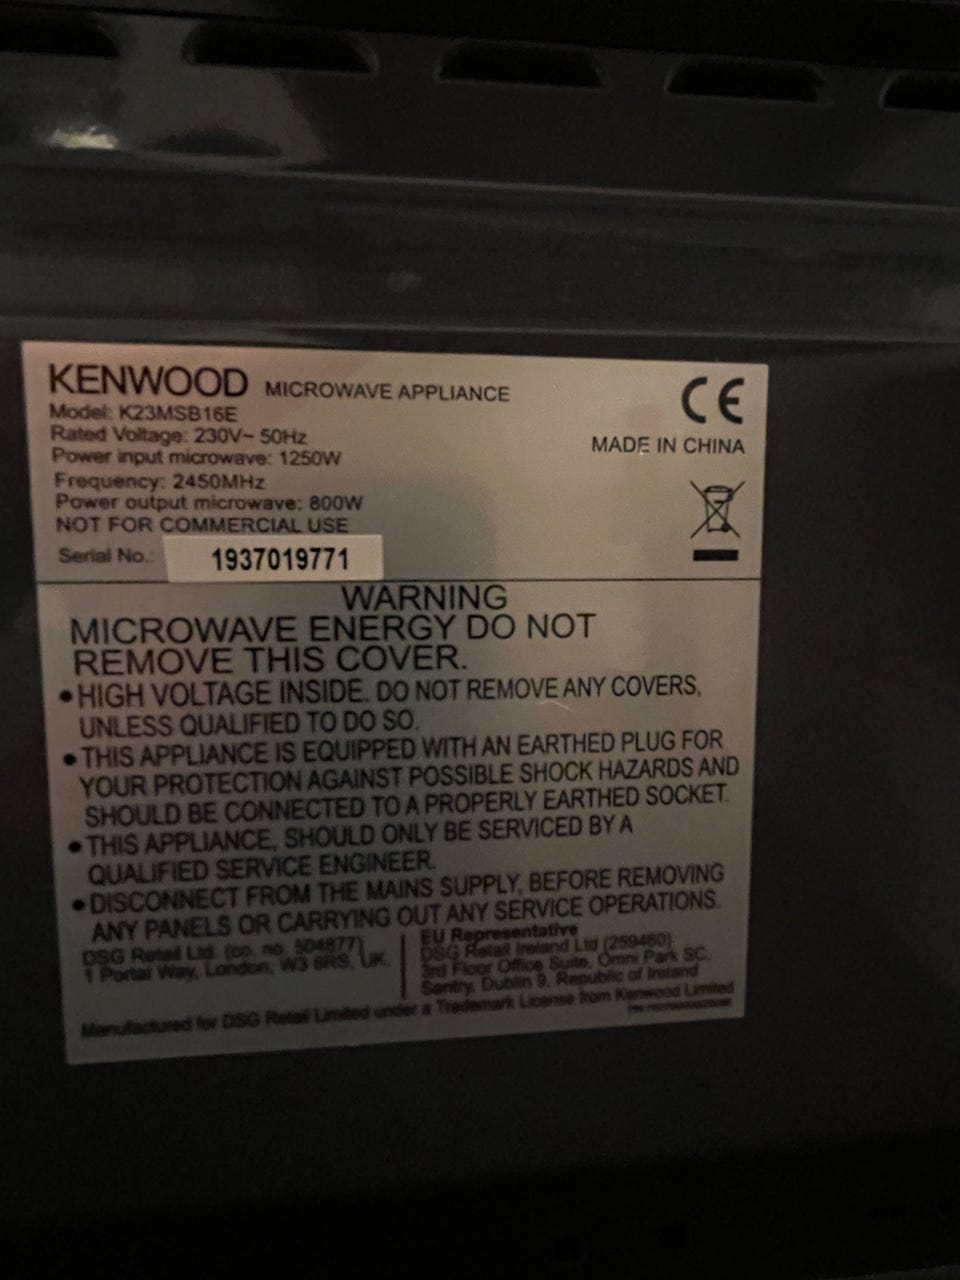 KENWOOD MICROWAVE APPLIANCE
Model: K23MSB16E
Rated Voltage: 230V~ 50Hz
Power input microwave: 1250W
Frequency: 2450MHz
Power output microwave: 800W
NOT FOR COMMERCIAL USE
Serial No.: 1937019771
CE
MADE IN CHINA
WARNING
MICROWAVE ENERGY DO NOT
REMOVE THIS COVER.
• HIGH VOLTAGE INSIDE. DO NOT REMOVE ANY COVERS,
UNLESS QUALIFIED TO DO SO.
• THIS APPLIANCE IS EQUIPPED WITH AN EARTHED PLUG FOR
YOUR PROTECTION AGAINST POSSIBLE SHOCK HAZARDS AND
SHOULD BE CONNECTED TO A PROPERLY EARTHED SOCKET.
• THIS APPLIANCE, SHOULD ONLY BE SERVICED BY A
QUALIFIED SERVICE ENGINEER.
• DISCONNECT FROM THE MAINS SUPPLY, BEFORE REMOVING
ANY PANELS OR CARRYING OUT ANY SERVICE OPERATIONS.
DSG Retail Ltd. (co. no. 504877)
1 Portal Way, London, W3 6RS, UK.
EU Representative
DSG Retail Ireland Ltd (259460)
3rd Floor Office Suite, Omni Park SC,
Santry, Dublin 9, Republic of Ireland
Manufactured for DSG Retail Limited under a Trademark License from Kenwood Limited